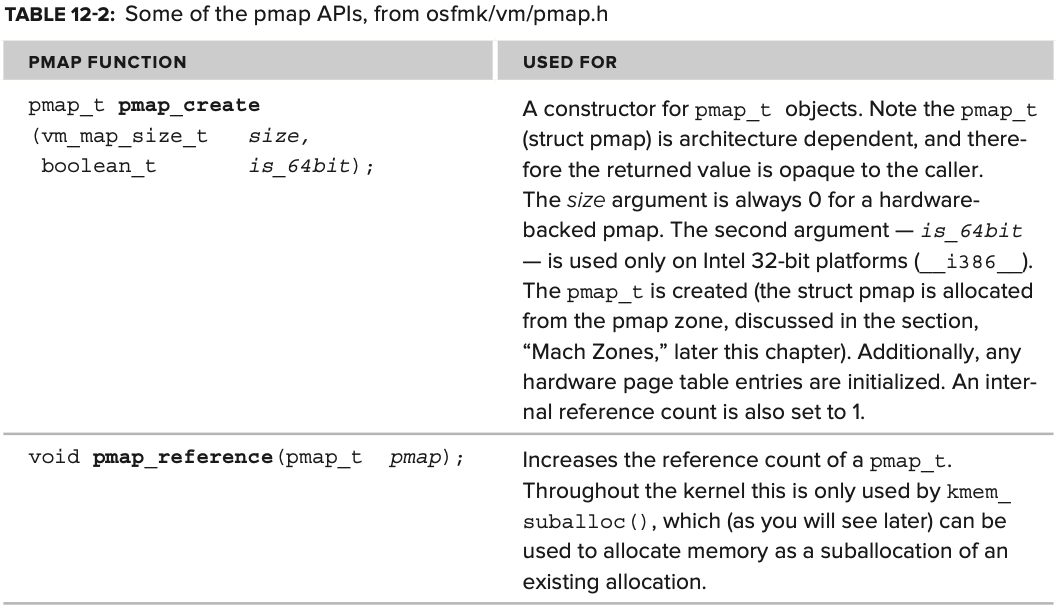 TABLE 12-2: Some of the pmap APIs, from osfmk/vm/pmap.h
PMAP FUNCTION USED FOR
pmap_t pmap_create
(vm_map_size_t size,
boolean_t is_64bit);
A constructor for pmap_t objects. Note the pmap_t
(struct pmap) is architecture dependent, and there-
fore the returned value is opaque to the caller.
The size argument is always 0 for a hardware-
backed pmap. The second argument — is_64bit
— is used only on Intel 32-bit platforms (__i386__).
The pmap_t is created (the struct pmap is allocated
from the pmap zone, discussed in the section,
“Mach Zones,” later this chapter). Additionally, any
hardware page table entries are initialized. An inter-
nal reference count is also set to 1.
void pmap_reference(pmap_t pmap);
Increases the reference count of a pmap_t.
Throughout the kernel this is only used by kmem_
suballoc(), which (as you will see later) can be
used to allocate memory as a suballocation of an
existing allocation.